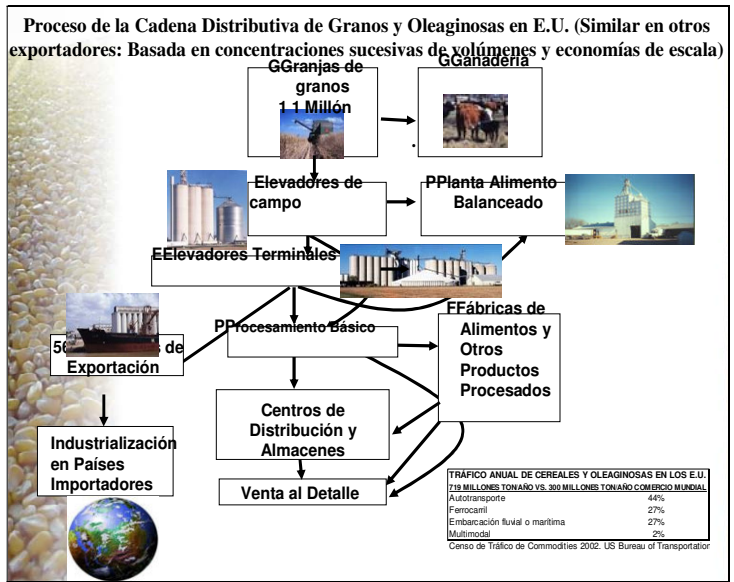 Proceso de la Cadena Distributiva de Granos y Oleaginosas en E.U. (Similar en otros
exportadores: Basada en concentraciones sucesivas de volúmenes y economías de escala)
GGranjas de
granos
1 1 Millón
GGanadería
Elevadores de
campo
PPlanta Alimento
Balanceado
EElevadores Terminales
PProcesamiento Básico
FFábricas de
Alimentos y
Otros
Productos
Procesados
de
Exportación
Centros de
Distribución y
Almacenes
Industrialización
en Países
Importadores
Venta al Detalle
TRÁFICO ANUAL DE CEREALES Y OLEAGINOSAS EN LOS E.U.
719 MILLONES TON/AÑO VS. 300 MILLONES TON/AÑO COMERCIO MUNDIAL
Autotransporte 44%
Ferrocarril 27%
Embarcación fluvial o marítima 27%
Multimodal 2%
Censo de Tráfico de Commodities 2002. US Bureau of Transportation